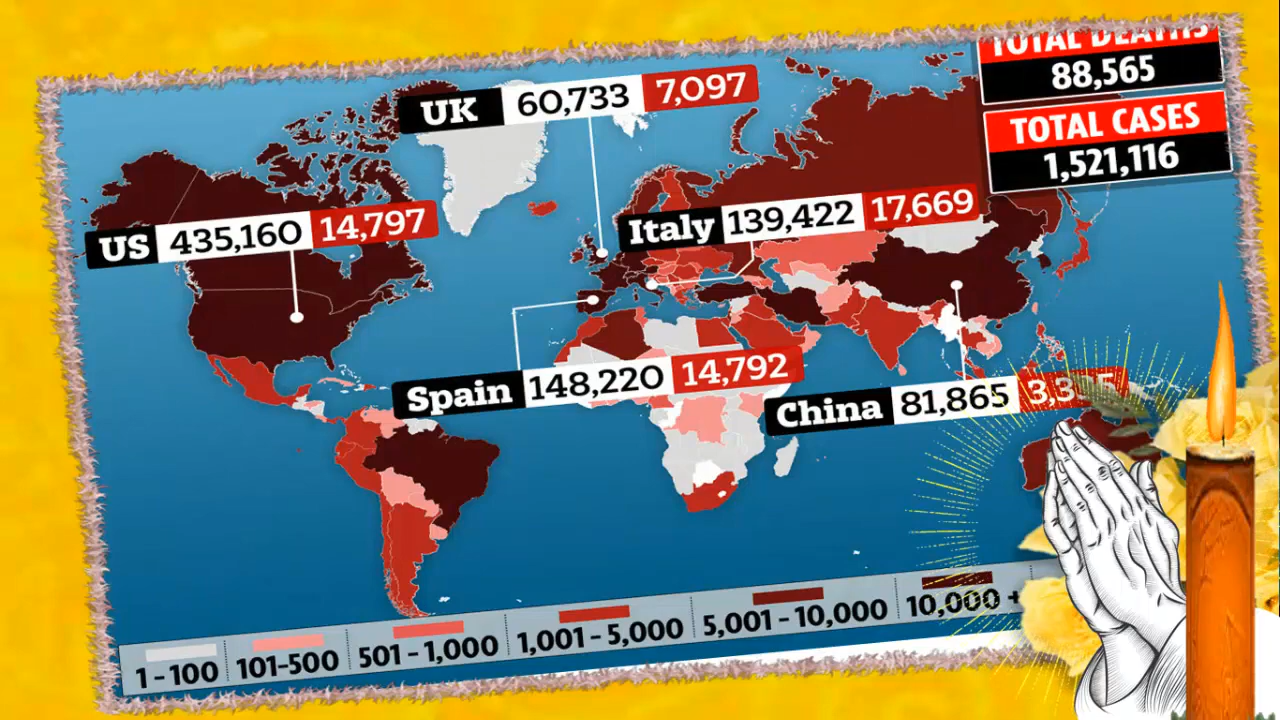 TOTAL DEATHS
88,565
TOTAL CASES
1,521,116
UK 60,733 7,097
US 435,160 14,797
Italy 139,422 17,669
Spain 148,220 14,792
China 81,865
1-100 101-500 501-1,000 1,001-5,000 5,001-10,000 10,000 +